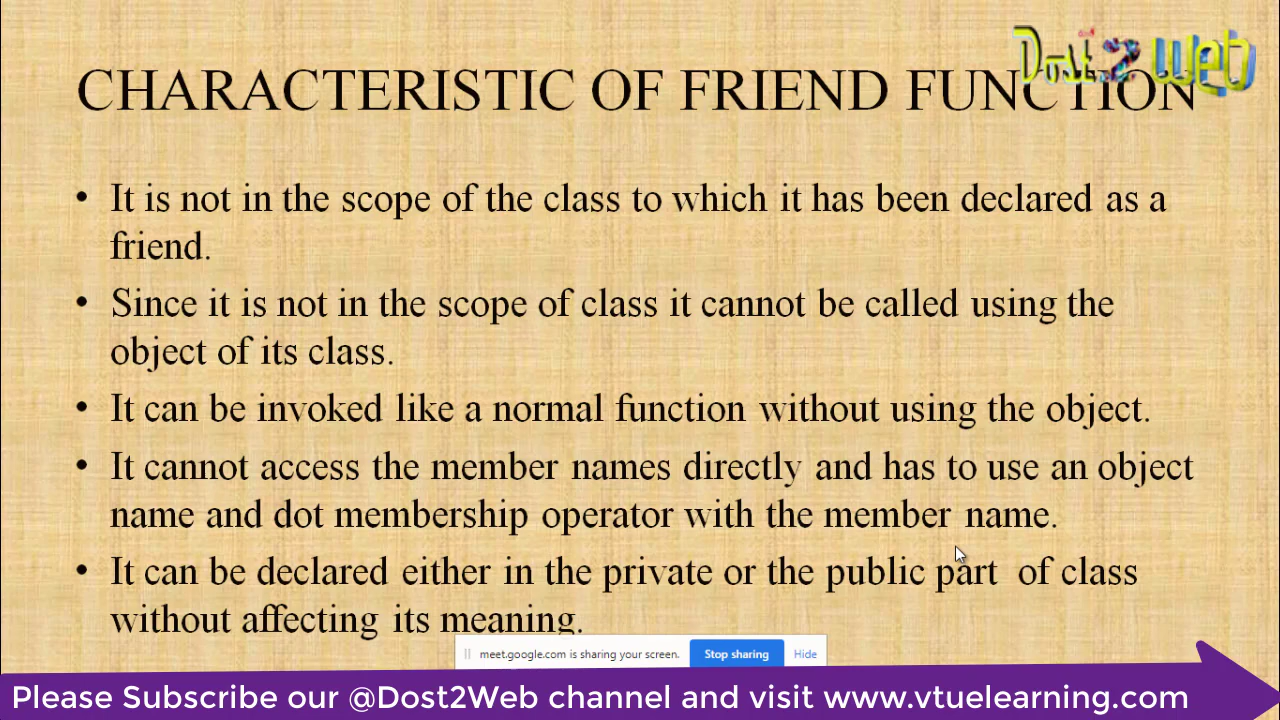 Dost 2 Web
CHARACTERISTIC OF FRIEND FUNCTION
• It is not in the scope of the class to which it has been declared as a
friend.
• Since it is not in the scope of class it cannot be called using the
object of its class.
• It can be invoked like a normal function without using the object.
• It cannot access the member names directly and has to use an object
name and dot membership operator with the member name.
• It can be declared either in the private or the public part of class
without affecting its meaning.
meet.google.com is sharing your screen. Stop sharing Hide
Please Subscribe our @Dost2Web channel and visit www.vtuelearning.com